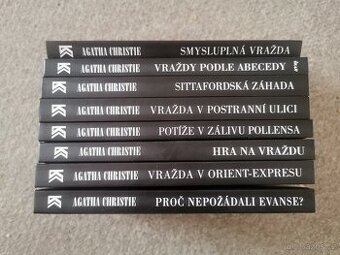 AGATHA CHRISTIE SMYSLUPLNÁ VRAŽDA
AGATHA CHRISTIE VRAŽDY PODLE ABECEDY
AGATHA CHRISTIE SITTAFORDSKÁ ZÁHADA
AGATHA CHRISTIE VRAŽDA V POSTRANNÍ ULICI
AGATHA CHRISTIE POTÍŽE V ZÁLIVU POLLENSA
AGATHA CHRISTIE HRA NA VRAŽDU
AGATHA CHRISTIE VRAŽDA V ORIENT-EXPRESU
AGATHA CHRISTIE PROČ NEPOŽÁDALI EVANSE?